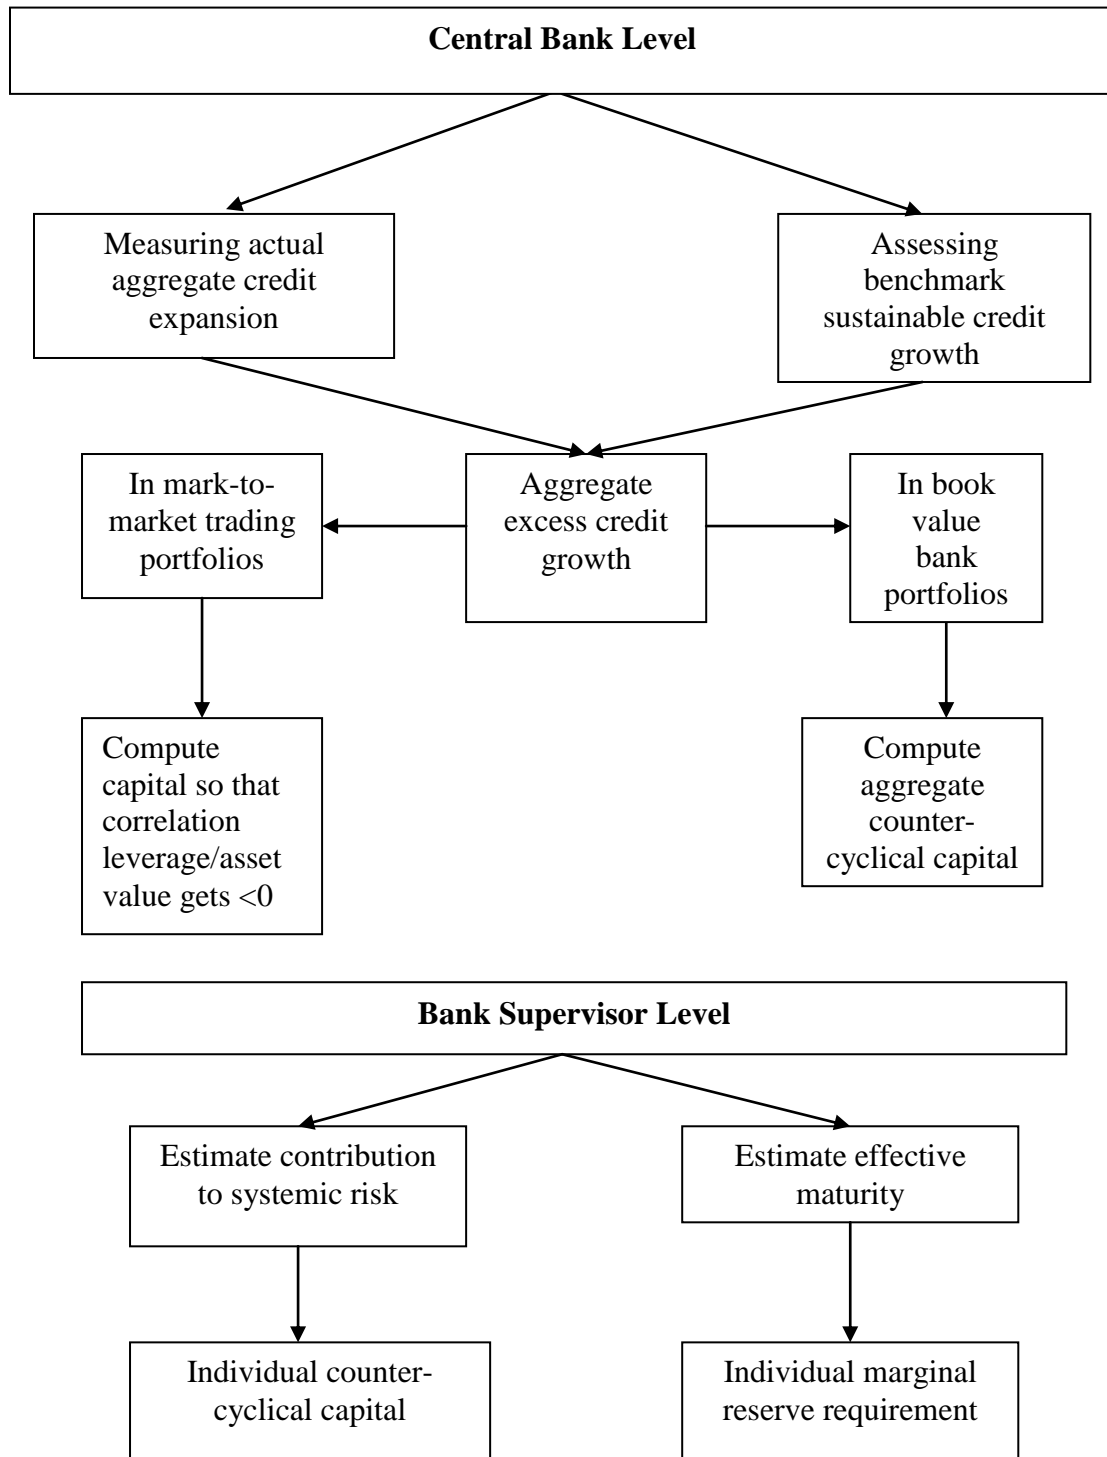 Central Bank Level
Measuring actual
aggregate credit
expansion
Assessing
benchmark
sustainable credit
growth
In mark-to-
market trading
portfolios
Aggregate
excess credit
growth
In book
value
bank
portfolios
Compute
capital so that
correlation
leverage/asset
value gets <0
Compute
aggregate
counter-
cyclical capital
Bank Supervisor Level
Estimate contribution
to systemic risk
Estimate effective
maturity
Individual counter-
cyclical capital
Individual marginal
reserve requirement